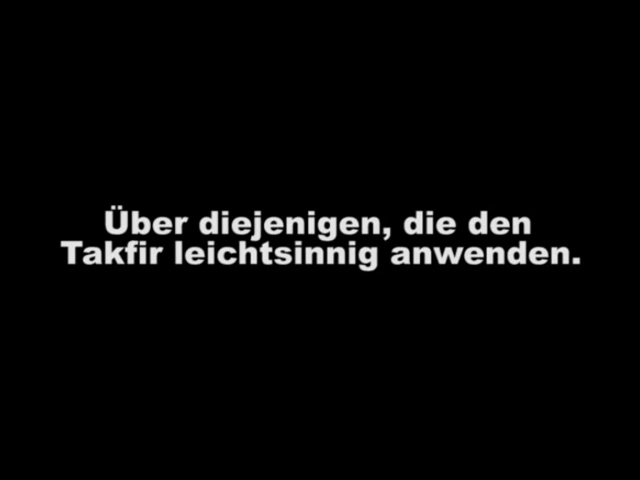 Über diejenigen, die den
Takfir leichtsinnig anwenden.